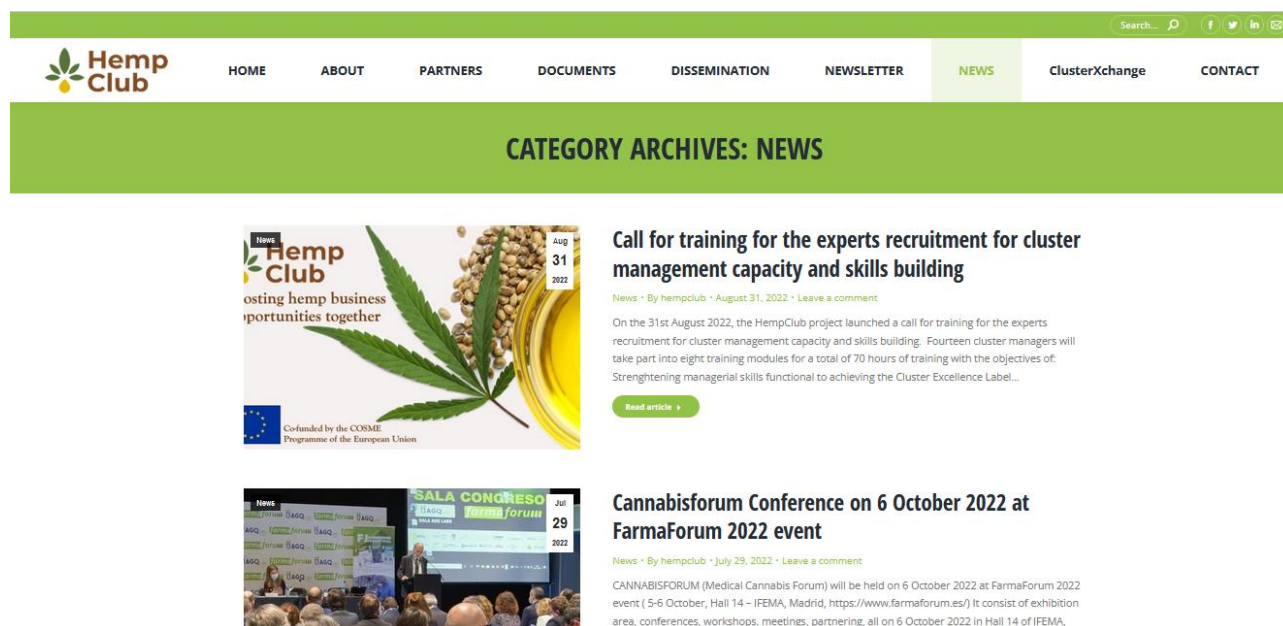 Search...
Hemp
Club
HOME ABOUT PARTNERS DOCUMENTS DISSEMINATION NEWSLETTER NEWS ClusterXchange CONTACT
CATEGORY ARCHIVES: NEWS
News
Aug
31
2022
Hemp
Club
osting hemp business
portunities together
Co-funded by the COSME
Programme of the European Union
Call for training for the experts recruitment for cluster
management capacity and skills building
News • By hempclub • August 31, 2022 • Leave a comment
On the 31st August 2022, the HempClub project launched a call for training for the experts
recruitment for cluster management capacity and skills building. Fourteen cluster managers will
take part into eight training modules for a total of 70 hours of training with the objectives of:
Strenghtening managerial skills functional to achieving the Cluster Excellence Label...
Read article
News
Jul
29
2022
SALA CONGRESO
AGQ farmaforum
Cannabisforum Conference on 6 October 2022 at
FarmaForum 2022 event
News • By hempclub • July 29, 2022 • Leave a comment
CANNABISFORUM (Medical Cannabis Forum) will be held on 6 October 2022 at FarmaForum 2022
event ( 5-6 October, Hall 14 – IFEMA, Madrid, https://www.farmaforum.es/) It consist of exhibition
area, conferences, workshops, meetings, partnering, all on 6 October 2022 in Hall 14 of IFEMA,